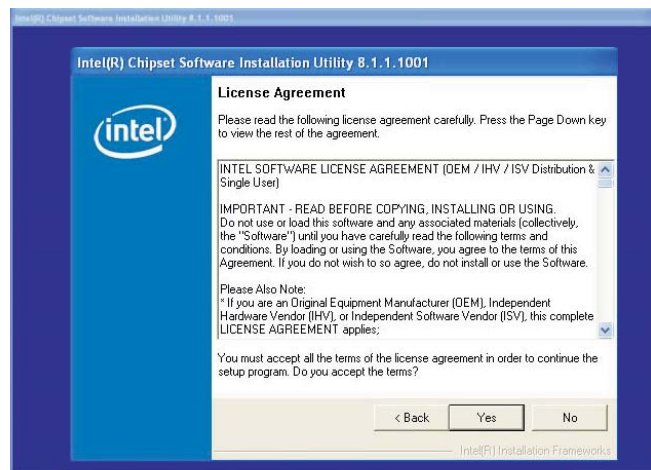 Intel(R) Chipset Software Installation Utility 8.1.1.1001
Intel(R) Chipset Software Installation Utility 8.1.1.1001
License Agreement
Please read the following license agreement carefully. Press the Page Down key
to view the rest of the agreement.
intel
INTEL SOFTWARE LICENSE AGREEMENT (OEM / IHV / ISV Distribution &
Single User)
IMPORTANT - READ BEFORE COPYING, INSTALLING OR USING.
Do not use or load this software and any associated materials (collectively,
the "Software") until you have carefully read the following terms and
conditions. By loading or using the Software, you agree to the terms of this
Agreement. If you do not wish to so agree, do not install or use the Software.
Please Also Note:
* If you are an Original Equipment Manufacturer (OEM), Independent
Hardware Vendor (IHV), or Independent Software Vendor (ISV), this complete
LICENSE AGREEMENT applies;
You must accept all the terms of the license agreement in order to continue the
setup program. Do you accept the terms?
< Back Yes No
Intel(R) Installation Frameworks